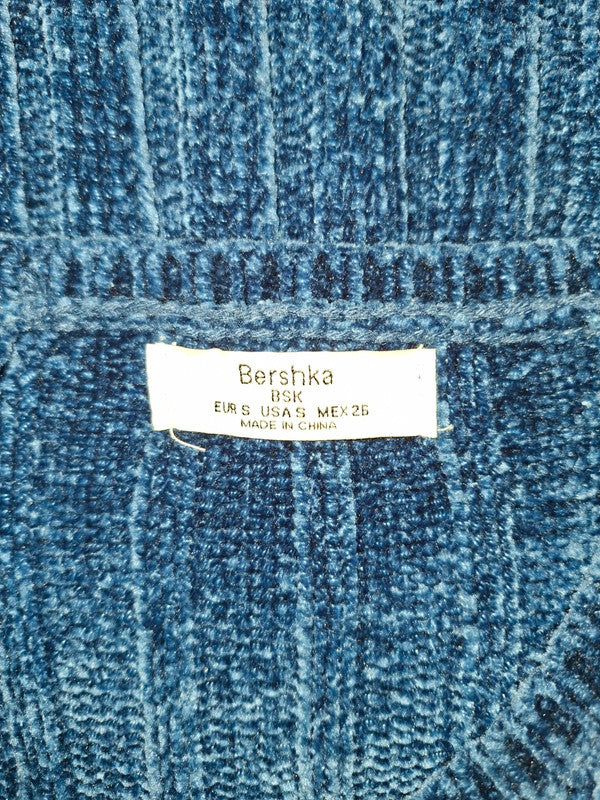 Bershka
BSK
EUR S USA S MEX 26
MADE IN CHINA